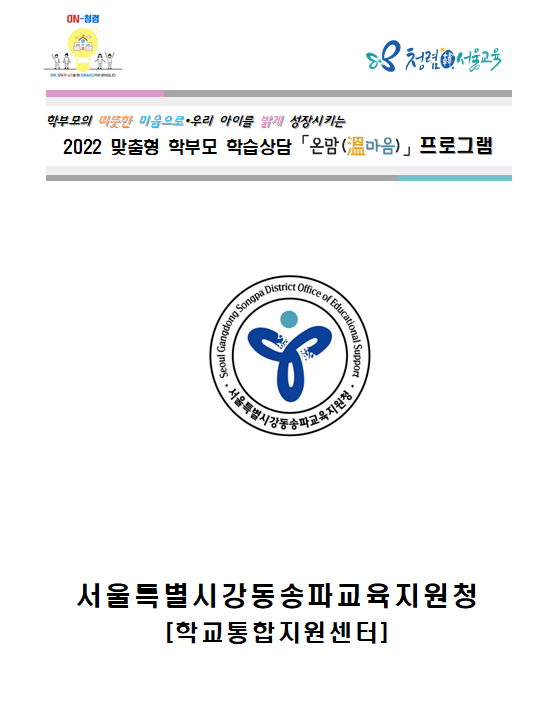 ON-청렴
청렴韓서울교육
학부모의 따뜻한 마음으로•우리 아이를 밝게 성장시키는
2022 맞춤형 학부모 학습상담「온맘(溫마음)」프로그램
Seoul Gangdong Songpa District Office of Educational Support
• 서울특별시강동송파교육지원청 •
서울특별시강동송파교육지원청
[학교통합지원센터]